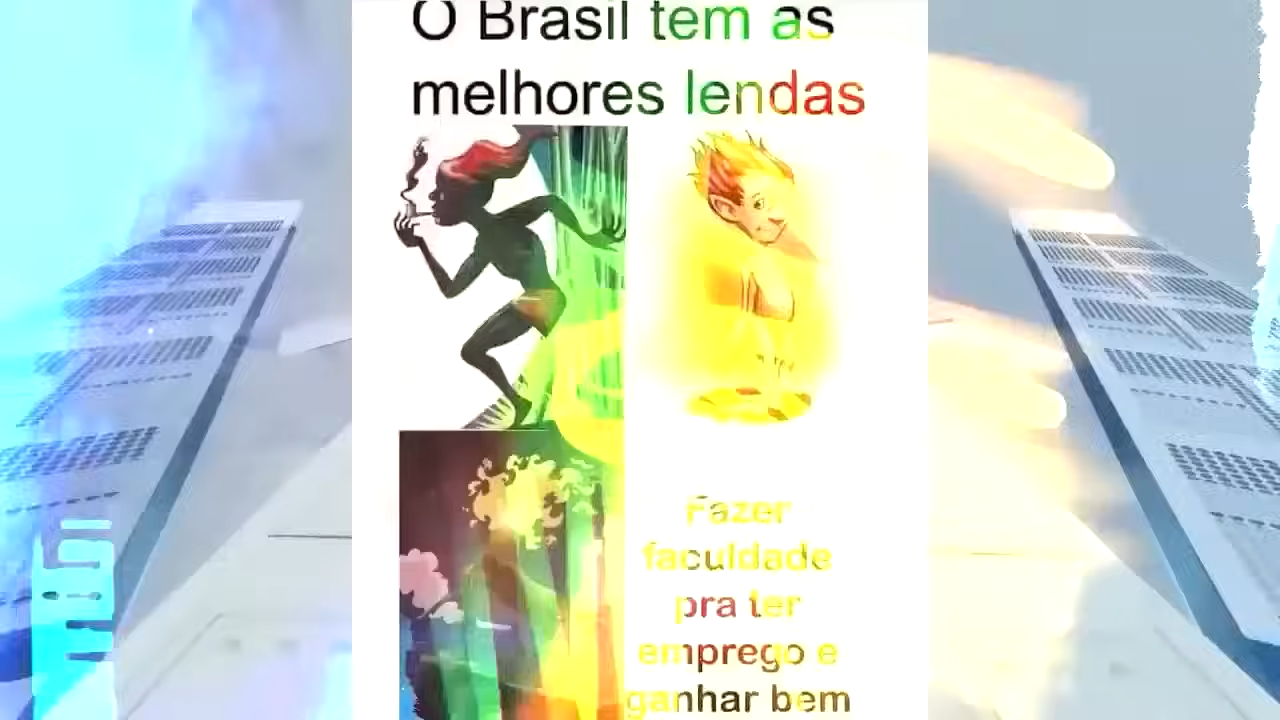 O Brasil tem as
melhores lendas
Fazer
faculdade
pra ter
emprego e
ganhar bem